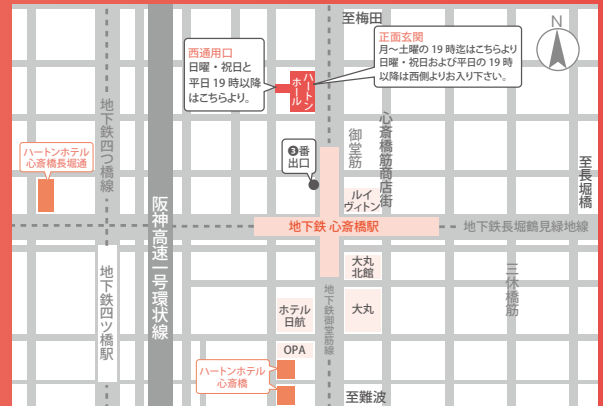 至梅田
N
西通用口
日曜・祝日と
平日 19 時以降
はこちらより。
正面玄関
月〜土曜の 19 時迄はこちらより
日曜・祝日および平日の 19 時
以降は西側よりお入り下さい。
ハートン
ホール
地下鉄四つ橋線
御堂筋
心斎橋筋商店街
❸番
出口
ハートンホテル
心斎橋長堀通
至長堀橋
ルイ
ヴィトン
阪神高速一号環状線
地下鉄 心斎橋駅
地下鉄長堀鶴見緑地線
地下鉄四ツ橋駅
大丸
北館
三休橋筋
地下鉄御堂筋線
ホテル
日航
大丸
OPA
ハートンホテル
心斎橋
至難波